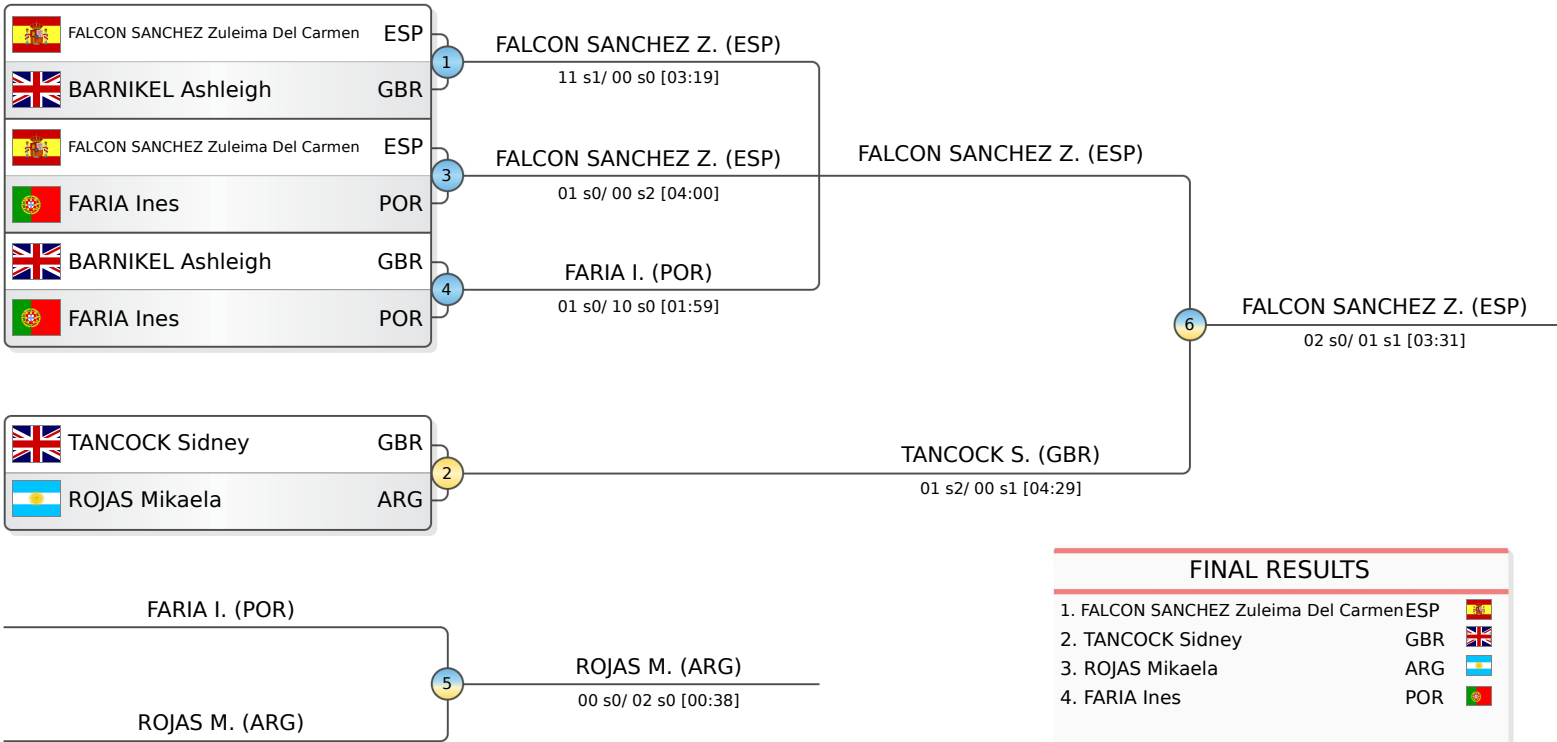 FALCON SANCHEZ Zuleima Del Carmen ESP
1
FALCON SANCHEZ Z. (ESP)
11 s1/ 00 s0 [03:19]
BARNIKEL Ashleigh GBR
FALCON SANCHEZ Zuleima Del Carmen ESP
3
FALCON SANCHEZ Z. (ESP)
01 s0/ 00 s2 [04:00]
FARIA Ines POR
FALCON SANCHEZ Z. (ESP)
BARNIKEL Ashleigh GBR
4
FARIA I. (POR)
01 s0/ 10 s0 [01:59]
FARIA Ines POR
6
FALCON SANCHEZ Z. (ESP)
02 s0/ 01 s1 [03:31]
TANCOCK Sidney GBR
2
ROJAS Mikaela ARG
TANCOCK S. (GBR)
01 s2/ 00 s1 [04:29]
FARIA I. (POR)
5
ROJAS M. (ARG)
00 s0/ 02 s0 [00:38]
ROJAS M. (ARG)
FINAL RESULTS
1. FALCON SANCHEZ Zuleima Del Carmen ESP
2. TANCOCK Sidney GBR
3. ROJAS Mikaela ARG
4. FARIA Ines POR